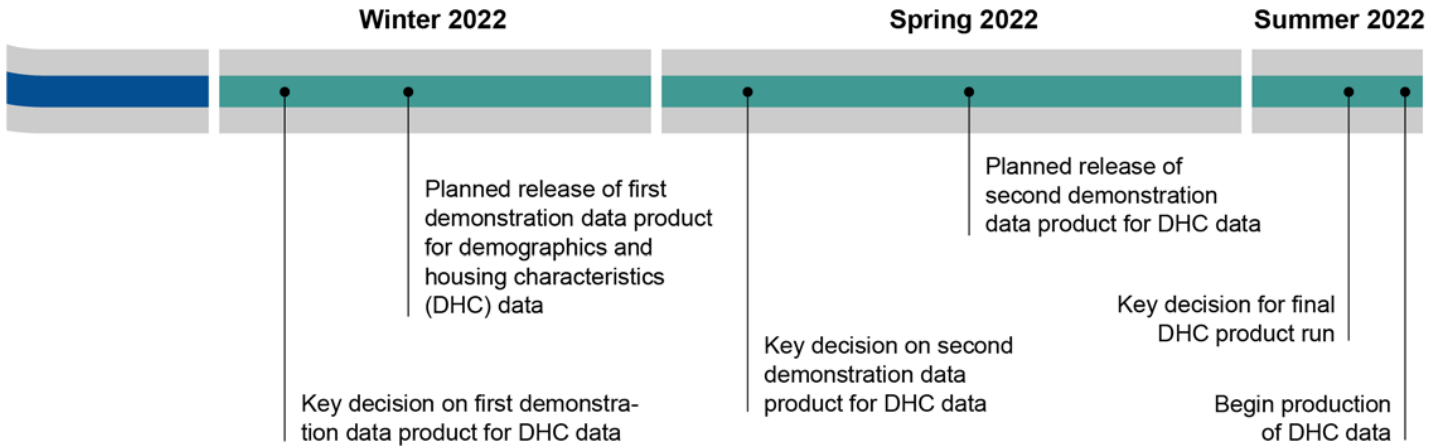 Winter 2022
Spring 2022
Summer 2022
Key decision on first demonstra-
tion data product for DHC data
Planned release of first
demonstration data product
for demographics and
housing characteristics
(DHC) data
Key decision on second
demonstration data
product for DHC data
Planned release of
second demonstration
data product for DHC data
Key decision for final
DHC product run
Begin production
of DHC data